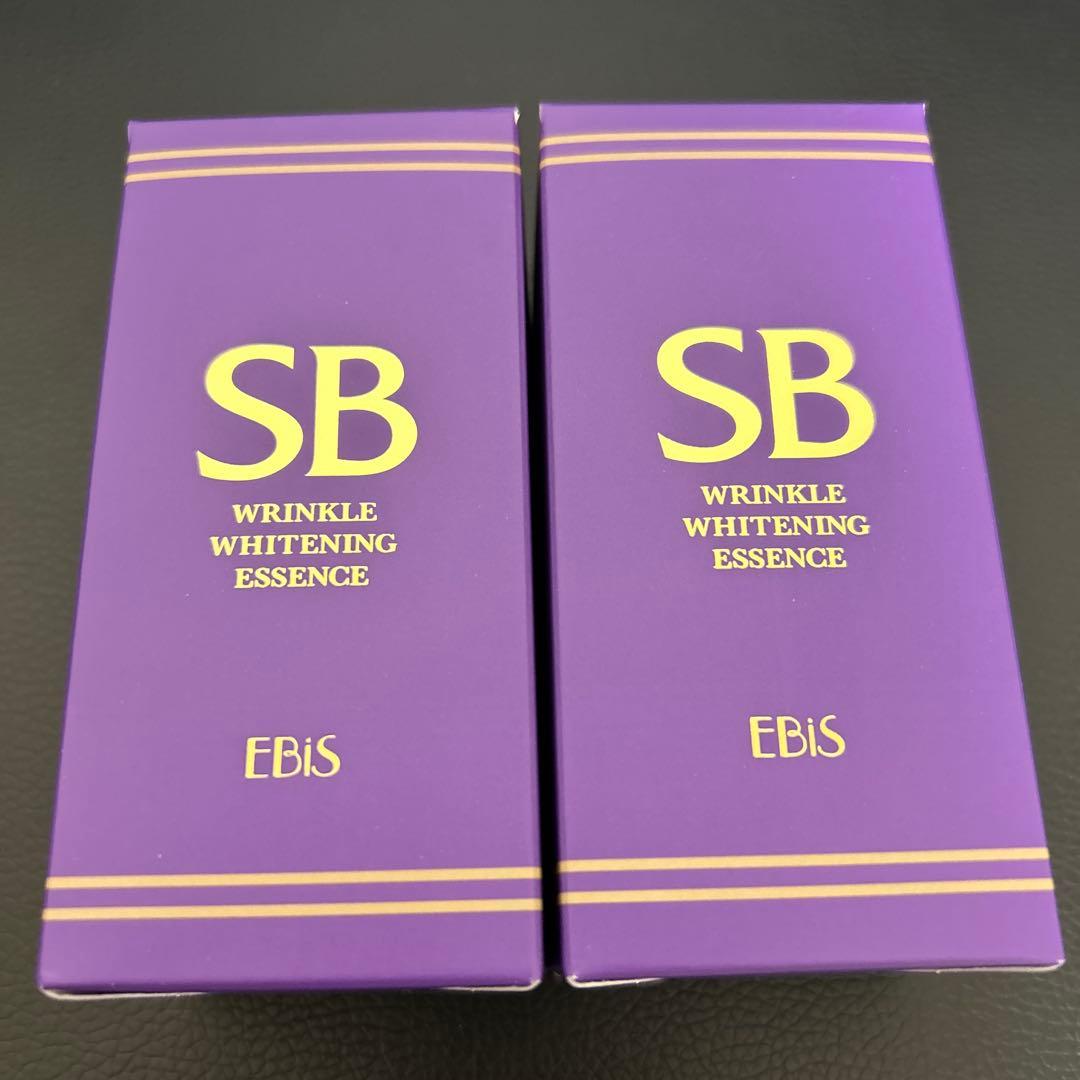 SB
WRINKLE
WHITENING
ESSENCE
EBiS
SB
WRINKLE
WHITENING
ESSENCE
EBiS